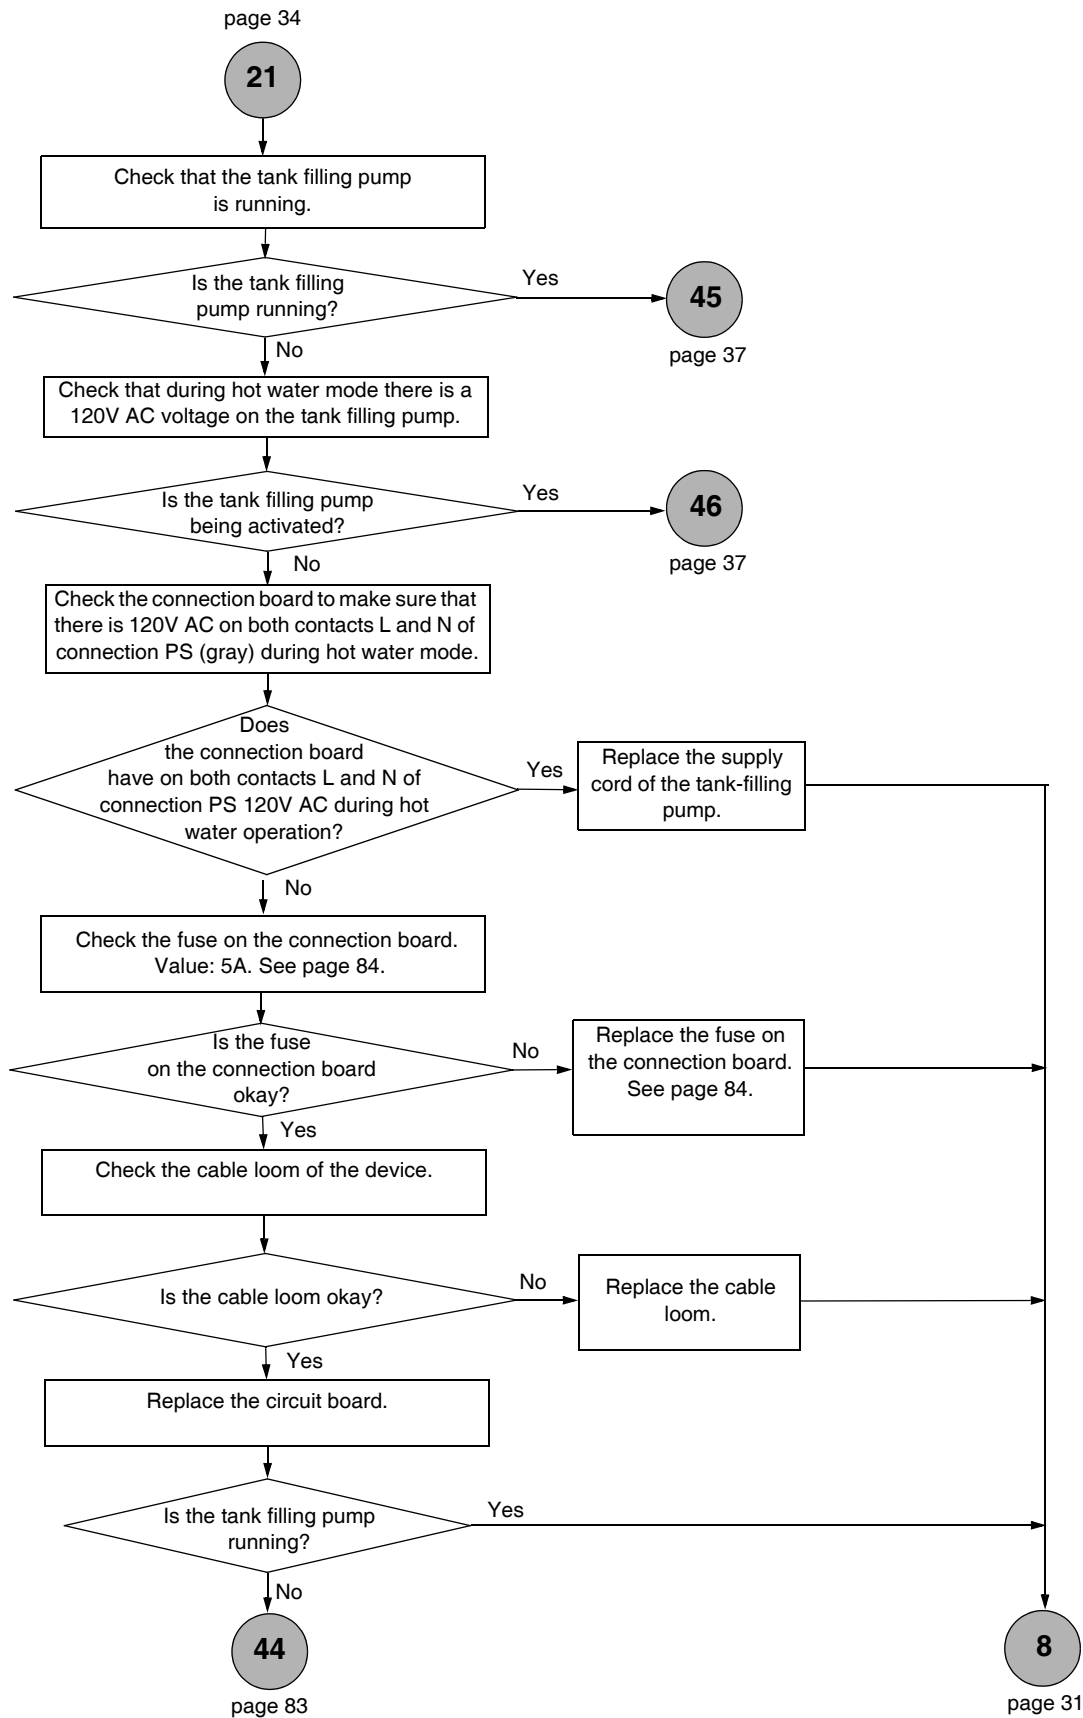 page 34
21
Check that the tank filling pump
is running.
Is the tank filling
pump running?
Yes
45
page 37
No
Check that during hot water mode there is a
120V AC voltage on the tank filling pump.
Is the tank filling pump
being activated?
Yes
46
page 37
No
Check the connection board to make sure that
there is 120V AC on both contacts L and N of
connection PS (gray) during hot water mode.
Does
the connection board
have on both contacts L and N of
connection PS 120V AC during hot
water operation?
Yes
Replace the supply
cord of the tank-filling
pump.
No
Check the fuse on the connection board.
Value: 5A. See page 84.
Is the fuse
on the connection board
okay?
No
Replace the fuse on
the connection board.
See page 84.
Yes
Check the cable loom of the device.
Is the cable loom okay?
No
Replace the cable
loom.
Yes
Replace the circuit board.
Is the tank filling pump
running?
Yes
No
44
page 83
8
page 31